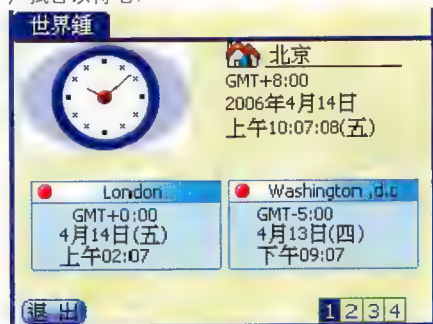 世界鍾
北京
GMT+8:00
2006年4月14日
上午10:07:08(五)
London
GMT+0:00
4月14日(五)
上午02:07
Washington ,d.c
GMT-5:00
4月13日(四)
下午09:07
退 出
1 2 3 4